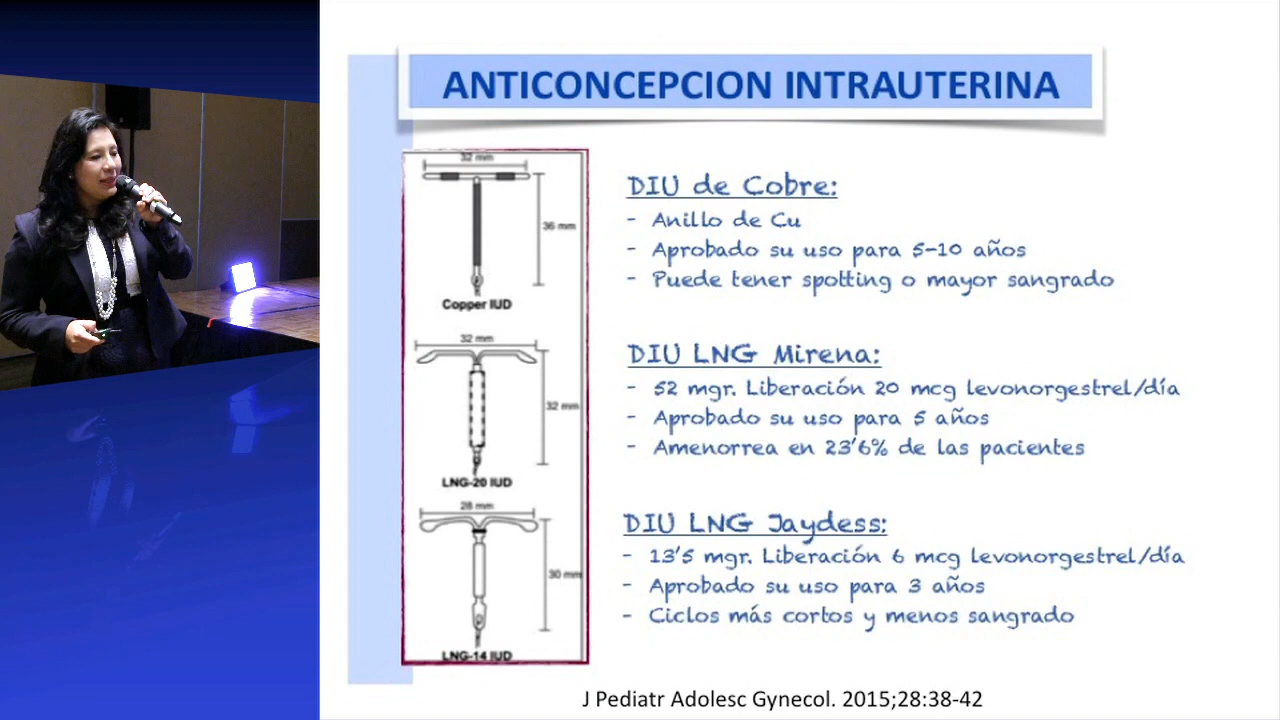 ANTICONCEPCION INTRAUTERINA
32 mm
36 mm
Copper IUD
32 mm
32 mm
LNG-20 IUD
28 mm
30 mm
LNG-14 IUD
DIU de Cobre:
- Anillo de Cu
- Aprobado su uso para 5-10 años
- Puede tener spotting o mayor sangrado
DIU LNG Mirena:
- 52 mgr. Liberación 20 mcg levonorgestrel/día
- Aprobado su uso para 5 años
- Amenorrea en 23'6% de las pacientes
DIU LNG Jaydess:
- 13'5 mgr. Liberación 6 mcg levonorgestrel/día
- Aprobado su uso para 3 años
- Ciclos más cortos y menos sangrado
J Pediatr Adolesc Gynecol. 2015;28:38-42